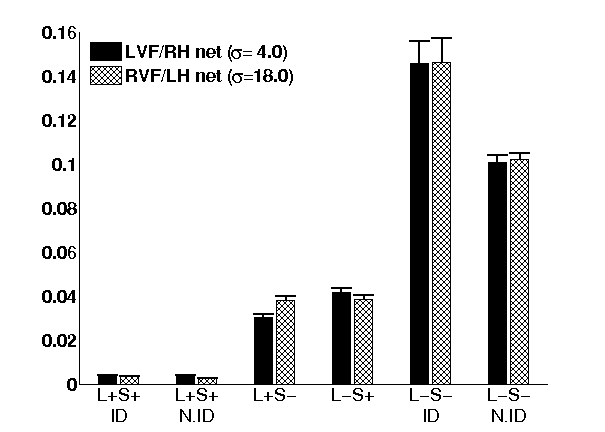 0.16
LVF/RH net (σ= 4.0)
0.14
RVF/LH net (σ=18.0)
0.12
0.1
0.08
0.06
0.04
0.02
0
L+S+ L+S+ L+S− L−S+ L−S− L−S−
ID N.ID ID N.ID